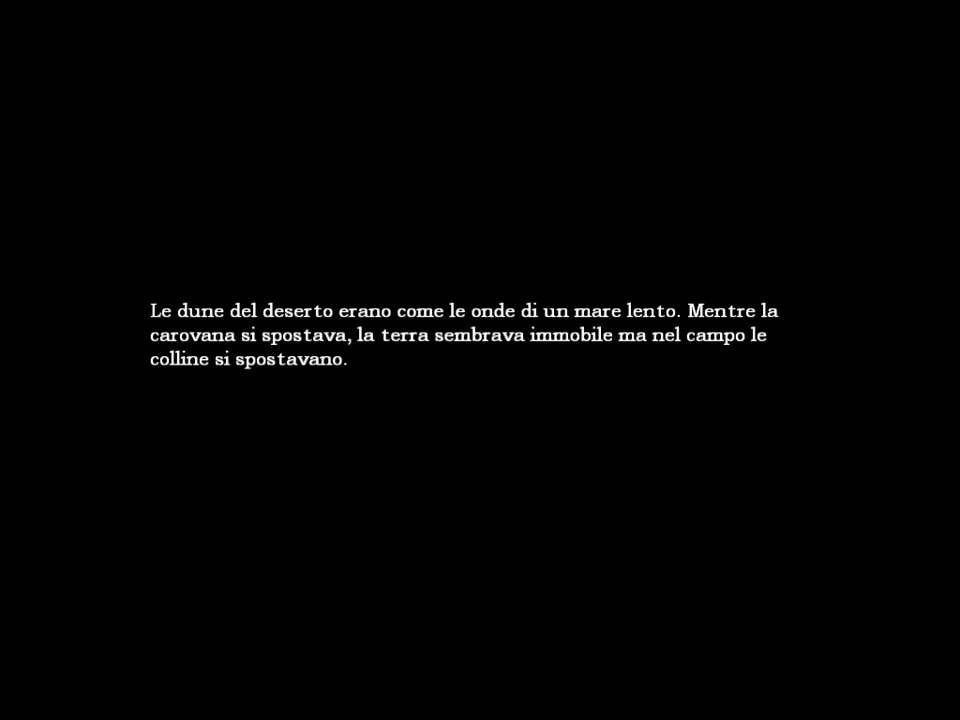 Le dune del deserto erano come le onde di un mare lento. Mentre la
carovana si spostava, la terra sembrava immobile ma nel campo le
colline si spostavano.